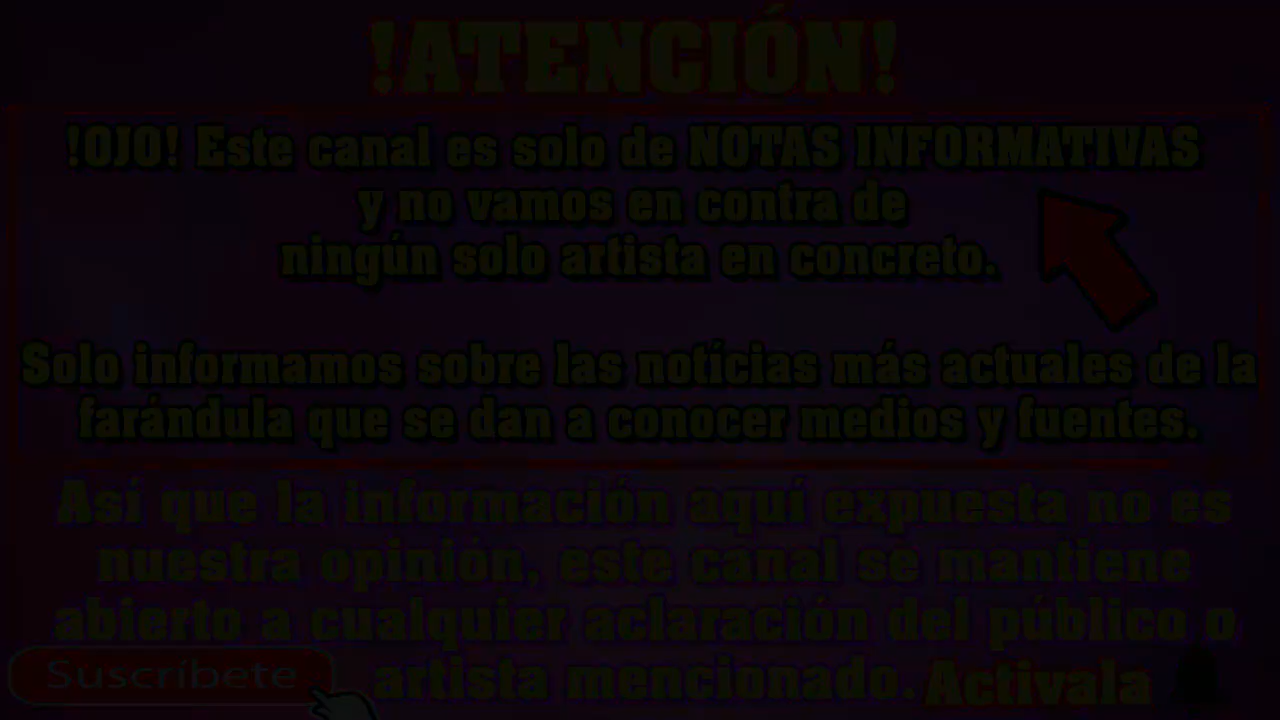 !ATENCIÓN!
!OJO! Este canal es solo de NOTAS INFORMATIVAS
y no vamos en contra de
ningún solo artista en concreto.
Solo informamos sobre las notícias más actuales de la
farándula que se dan a conocer medios y fuentes.
Así que la información aquí expuesta no es
nuestra opinión, este canal se mantiene
abierto a cualquier aclaración del público o
artista mencionado. Activala
Suscríbete